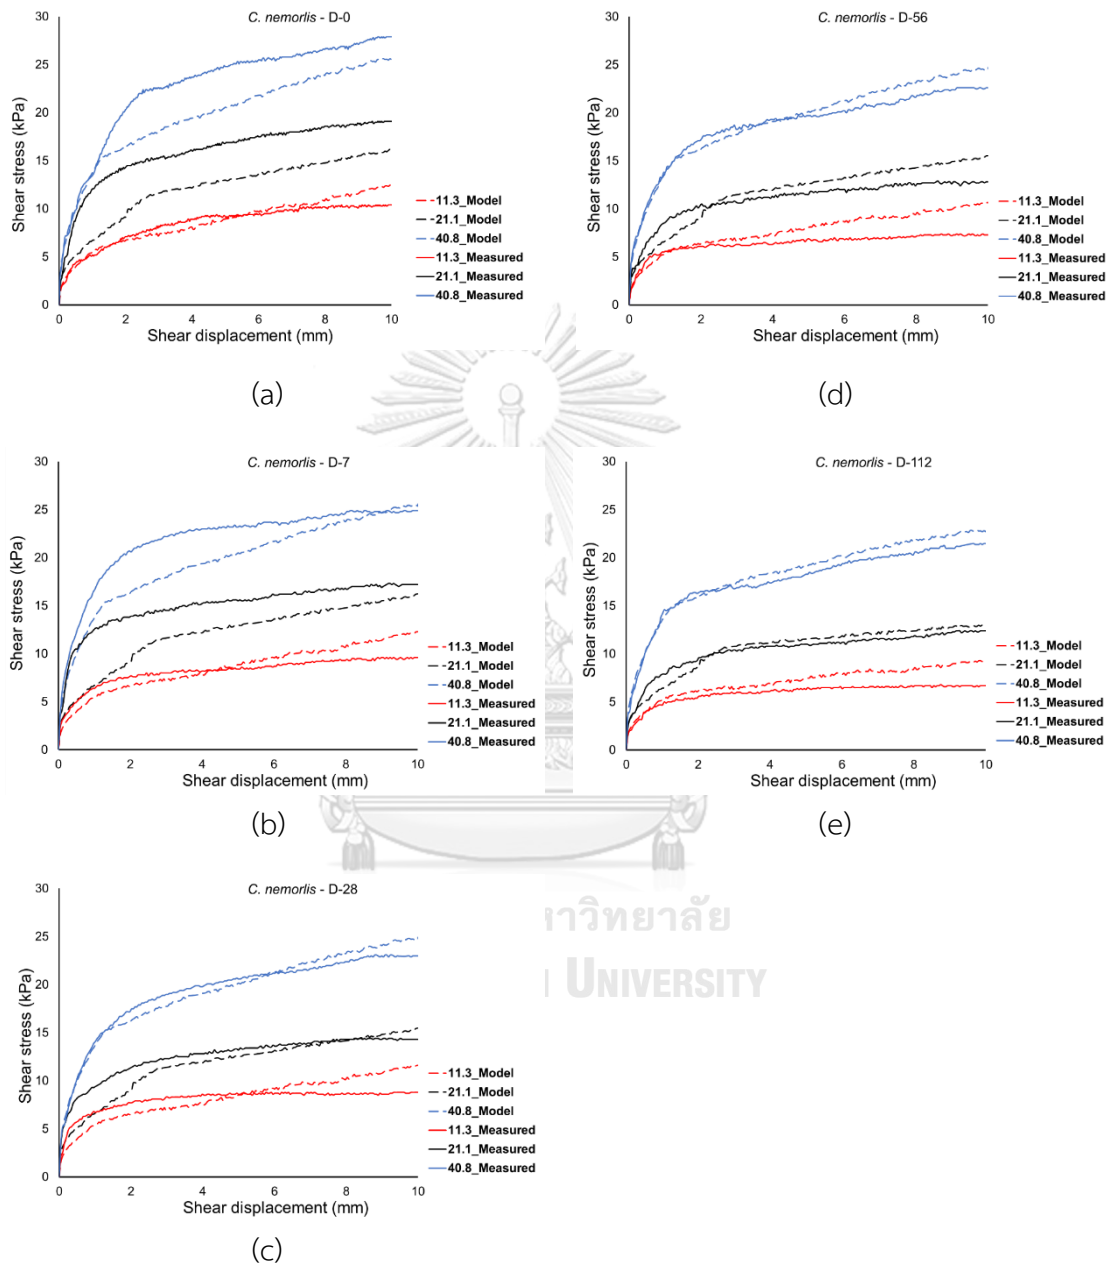 C. nemorlis - D-0
Shear stress (kPa)
30
25
20
15
10
5
0
0 2 4 6 8 10
Shear displacement (mm)
11.3_Model
21.1_Model
40.8_Model
11.3_Measured
21.1_Measured
40.8_Measured
(a)
C. nemorlis - D-56
Shear stress (kPa)
30
25
20
15
10
5
0
0 2 4 6 8 10
Shear displacement (mm)
11.3_Model
21.1_Model
40.8_Model
11.3_Measured
21.1_Measured
40.8_Measured
(d)
C. nemorlis - D-7
Shear stress (kPa)
30
25
20
15
10
5
0
0 2 4 6 8 10
Shear displacement (mm)
11.3_Model
21.1_Model
40.8_Model
11.3_Measured
21.1_Measured
40.8_Measured
(b)
C. nemorlis - D-112
Shear stress (kPa)
30
25
20
15
10
5
0
0 2 4 6 8 10
Shear displacement (mm)
11.3_Model
21.1_Model
40.8_Model
11.3_Measured
21.1_Measured
40.8_Measured
(e)
C. nemorlis - D-28
Shear stress (kPa)
30
25
20
15
10
5
0
0 2 4 6 8 10
Shear displacement (mm)
11.3_Model
21.1_Model
40.8_Model
11.3_Measured
21.1_Measured
40.8_Measured
(c)
หาวิทยาลัย
UNIVERSITY